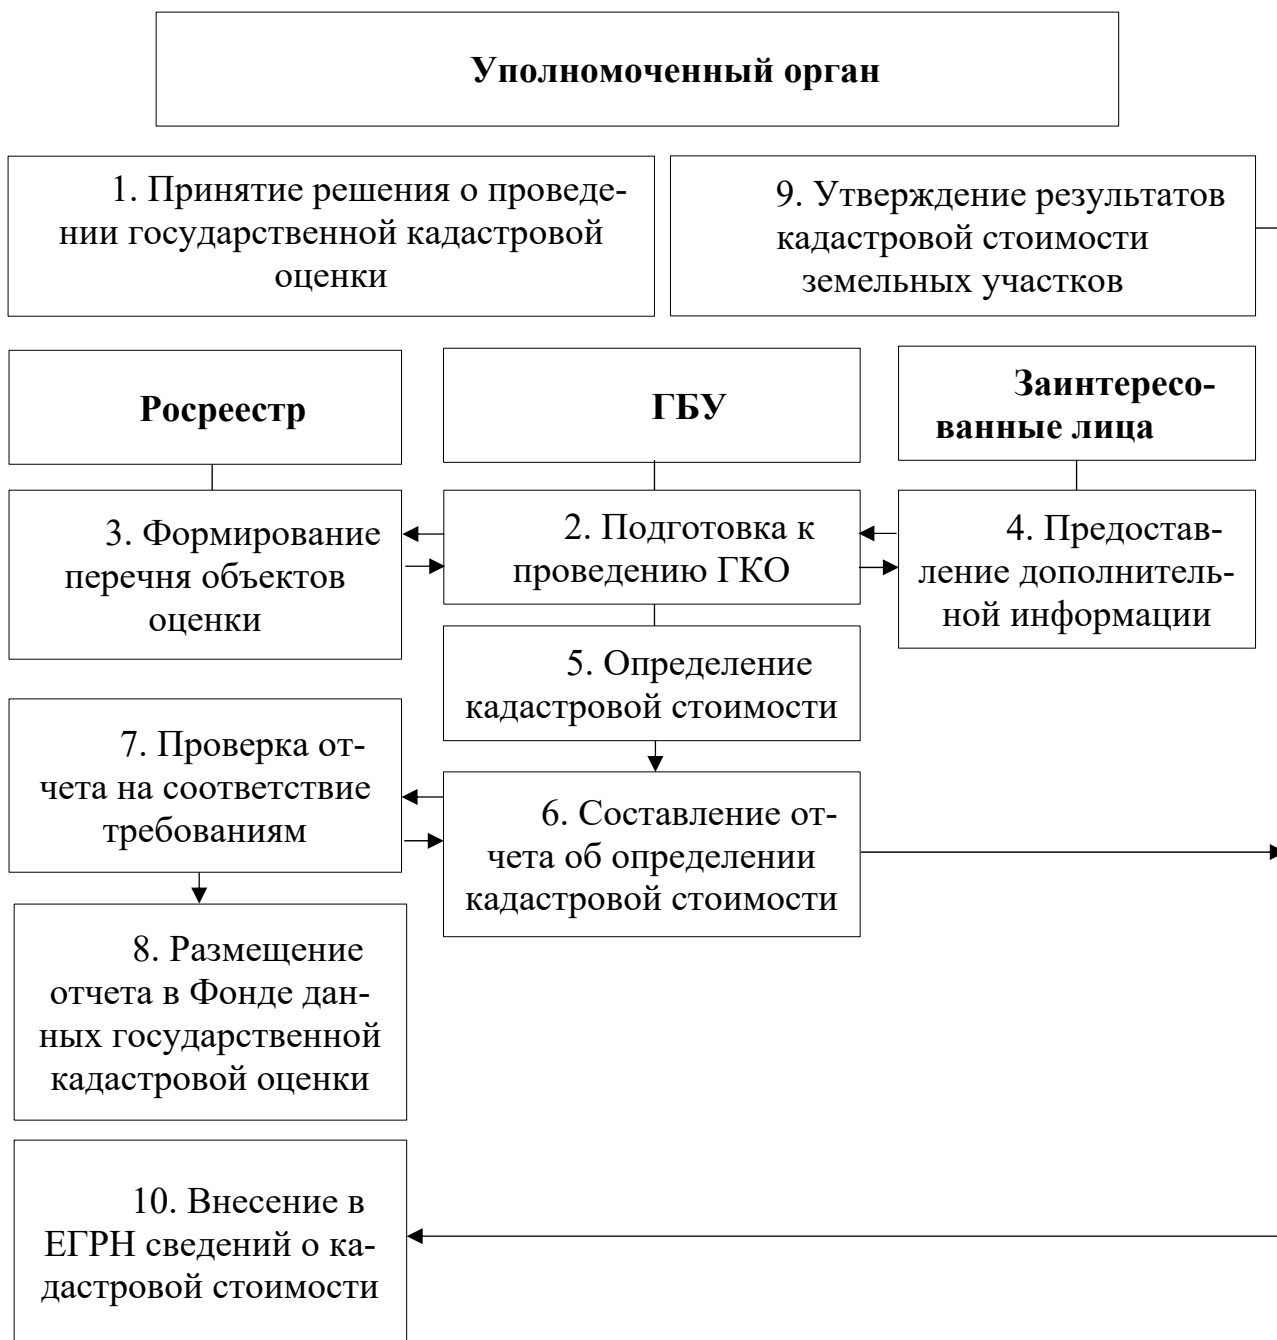 Уполномоченный орган
1. Принятие решения о проведе-
нии государственной кадастровой
оценки
9. Утверждение результатов
кадастровой стоимости
земельных участков
Росреестр
ГБУ
Заинтересо-
ванные лица
3. Формирование
перечня объектов
оценки
2. Подготовка к
проведению ГКО
4. Предостав-
ление дополнитель-
ной информации
5. Определение
кадастровой стоимости
7. Проверка от-
чета на соответствие
требованиям
6. Составление от-
чета об определении
кадастровой стоимости
8. Размещение
отчета в Фонде дан-
ных государственной
кадастровой оценки
10. Внесение в
ЕГРН сведений о ка-
дастровой стоимости